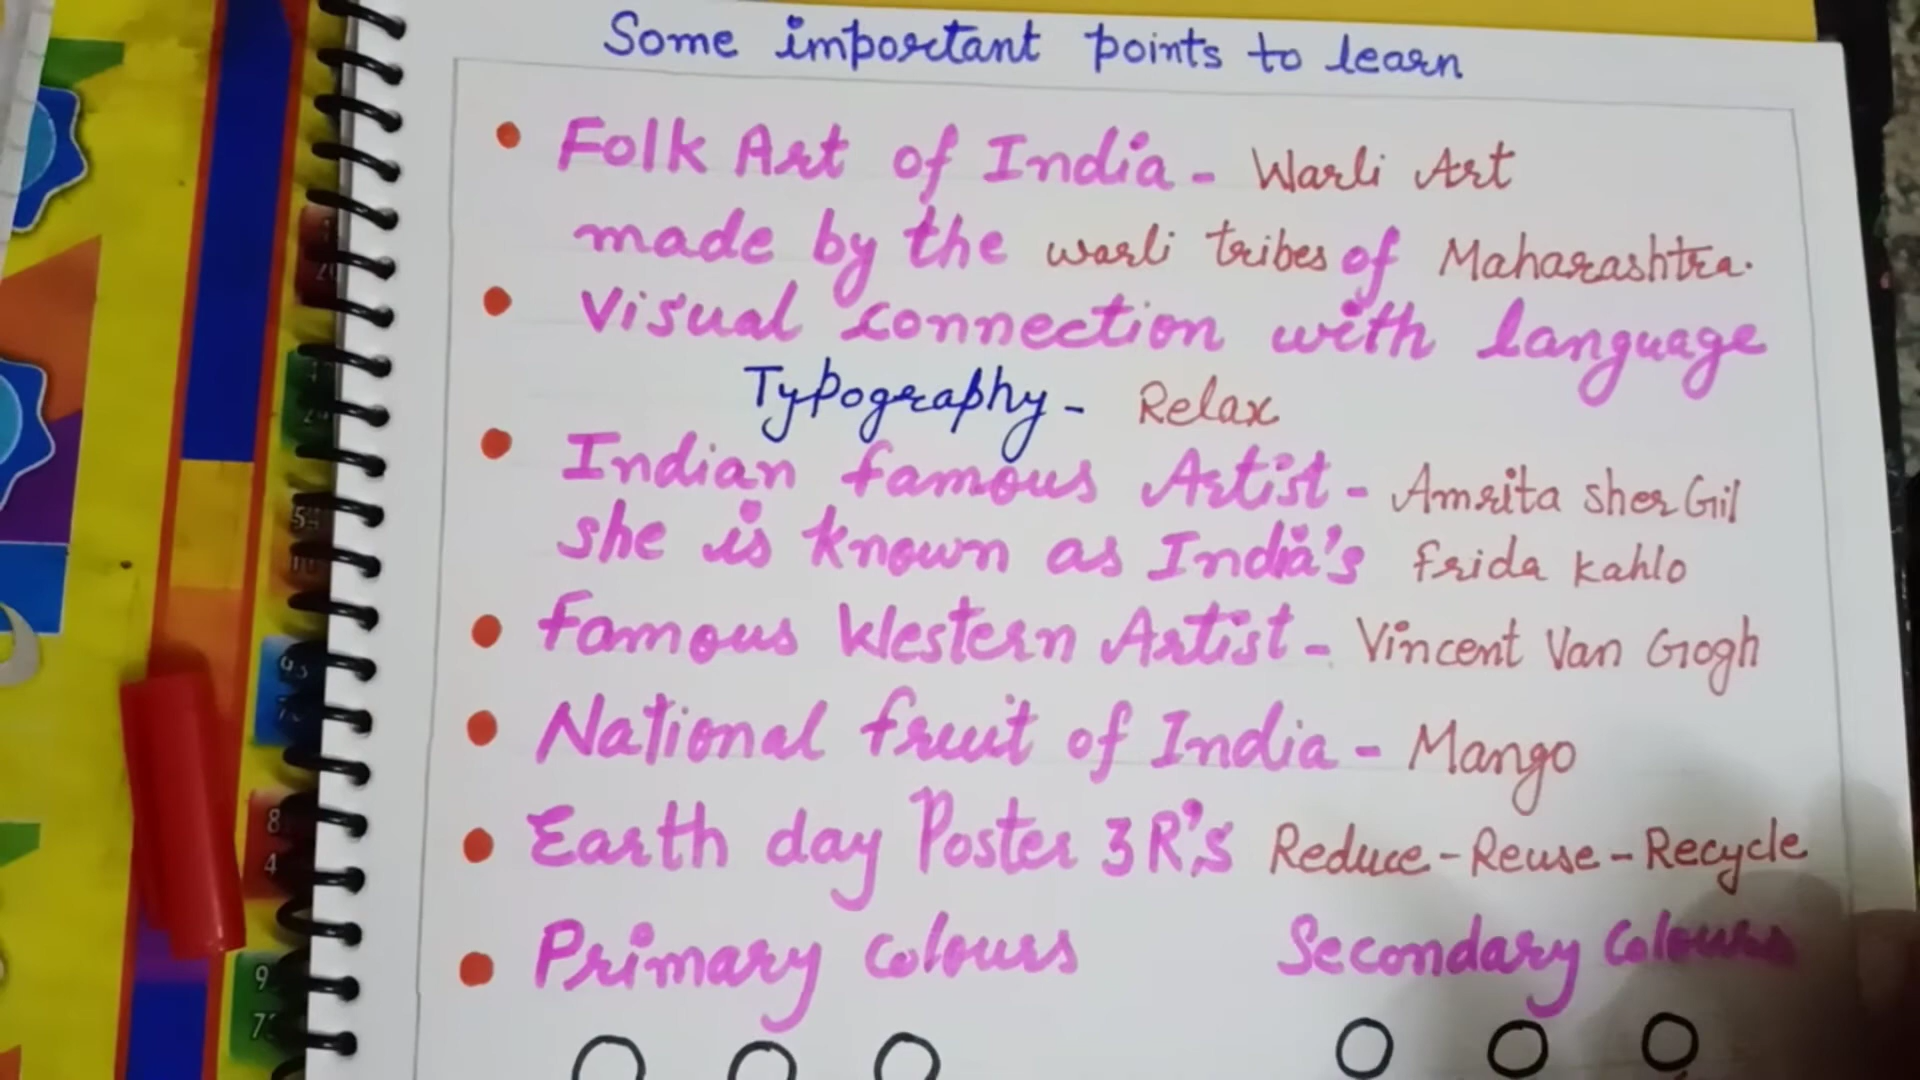 Some important points to learn
Folk Art of India - Warli Art
made by the warli tribes of Maharashtra.
Visual connection with language
Typography - Relax
Indian famous Artist - Amrita Sher Gil
she is known as India's frida kahlo
Famous Western Artist - Vincent Van Gogh
National fruit of India - Mango
Earth day Poster 3 R's Reduce - Reuse - Recycle
Primary Colours Secondary Colours